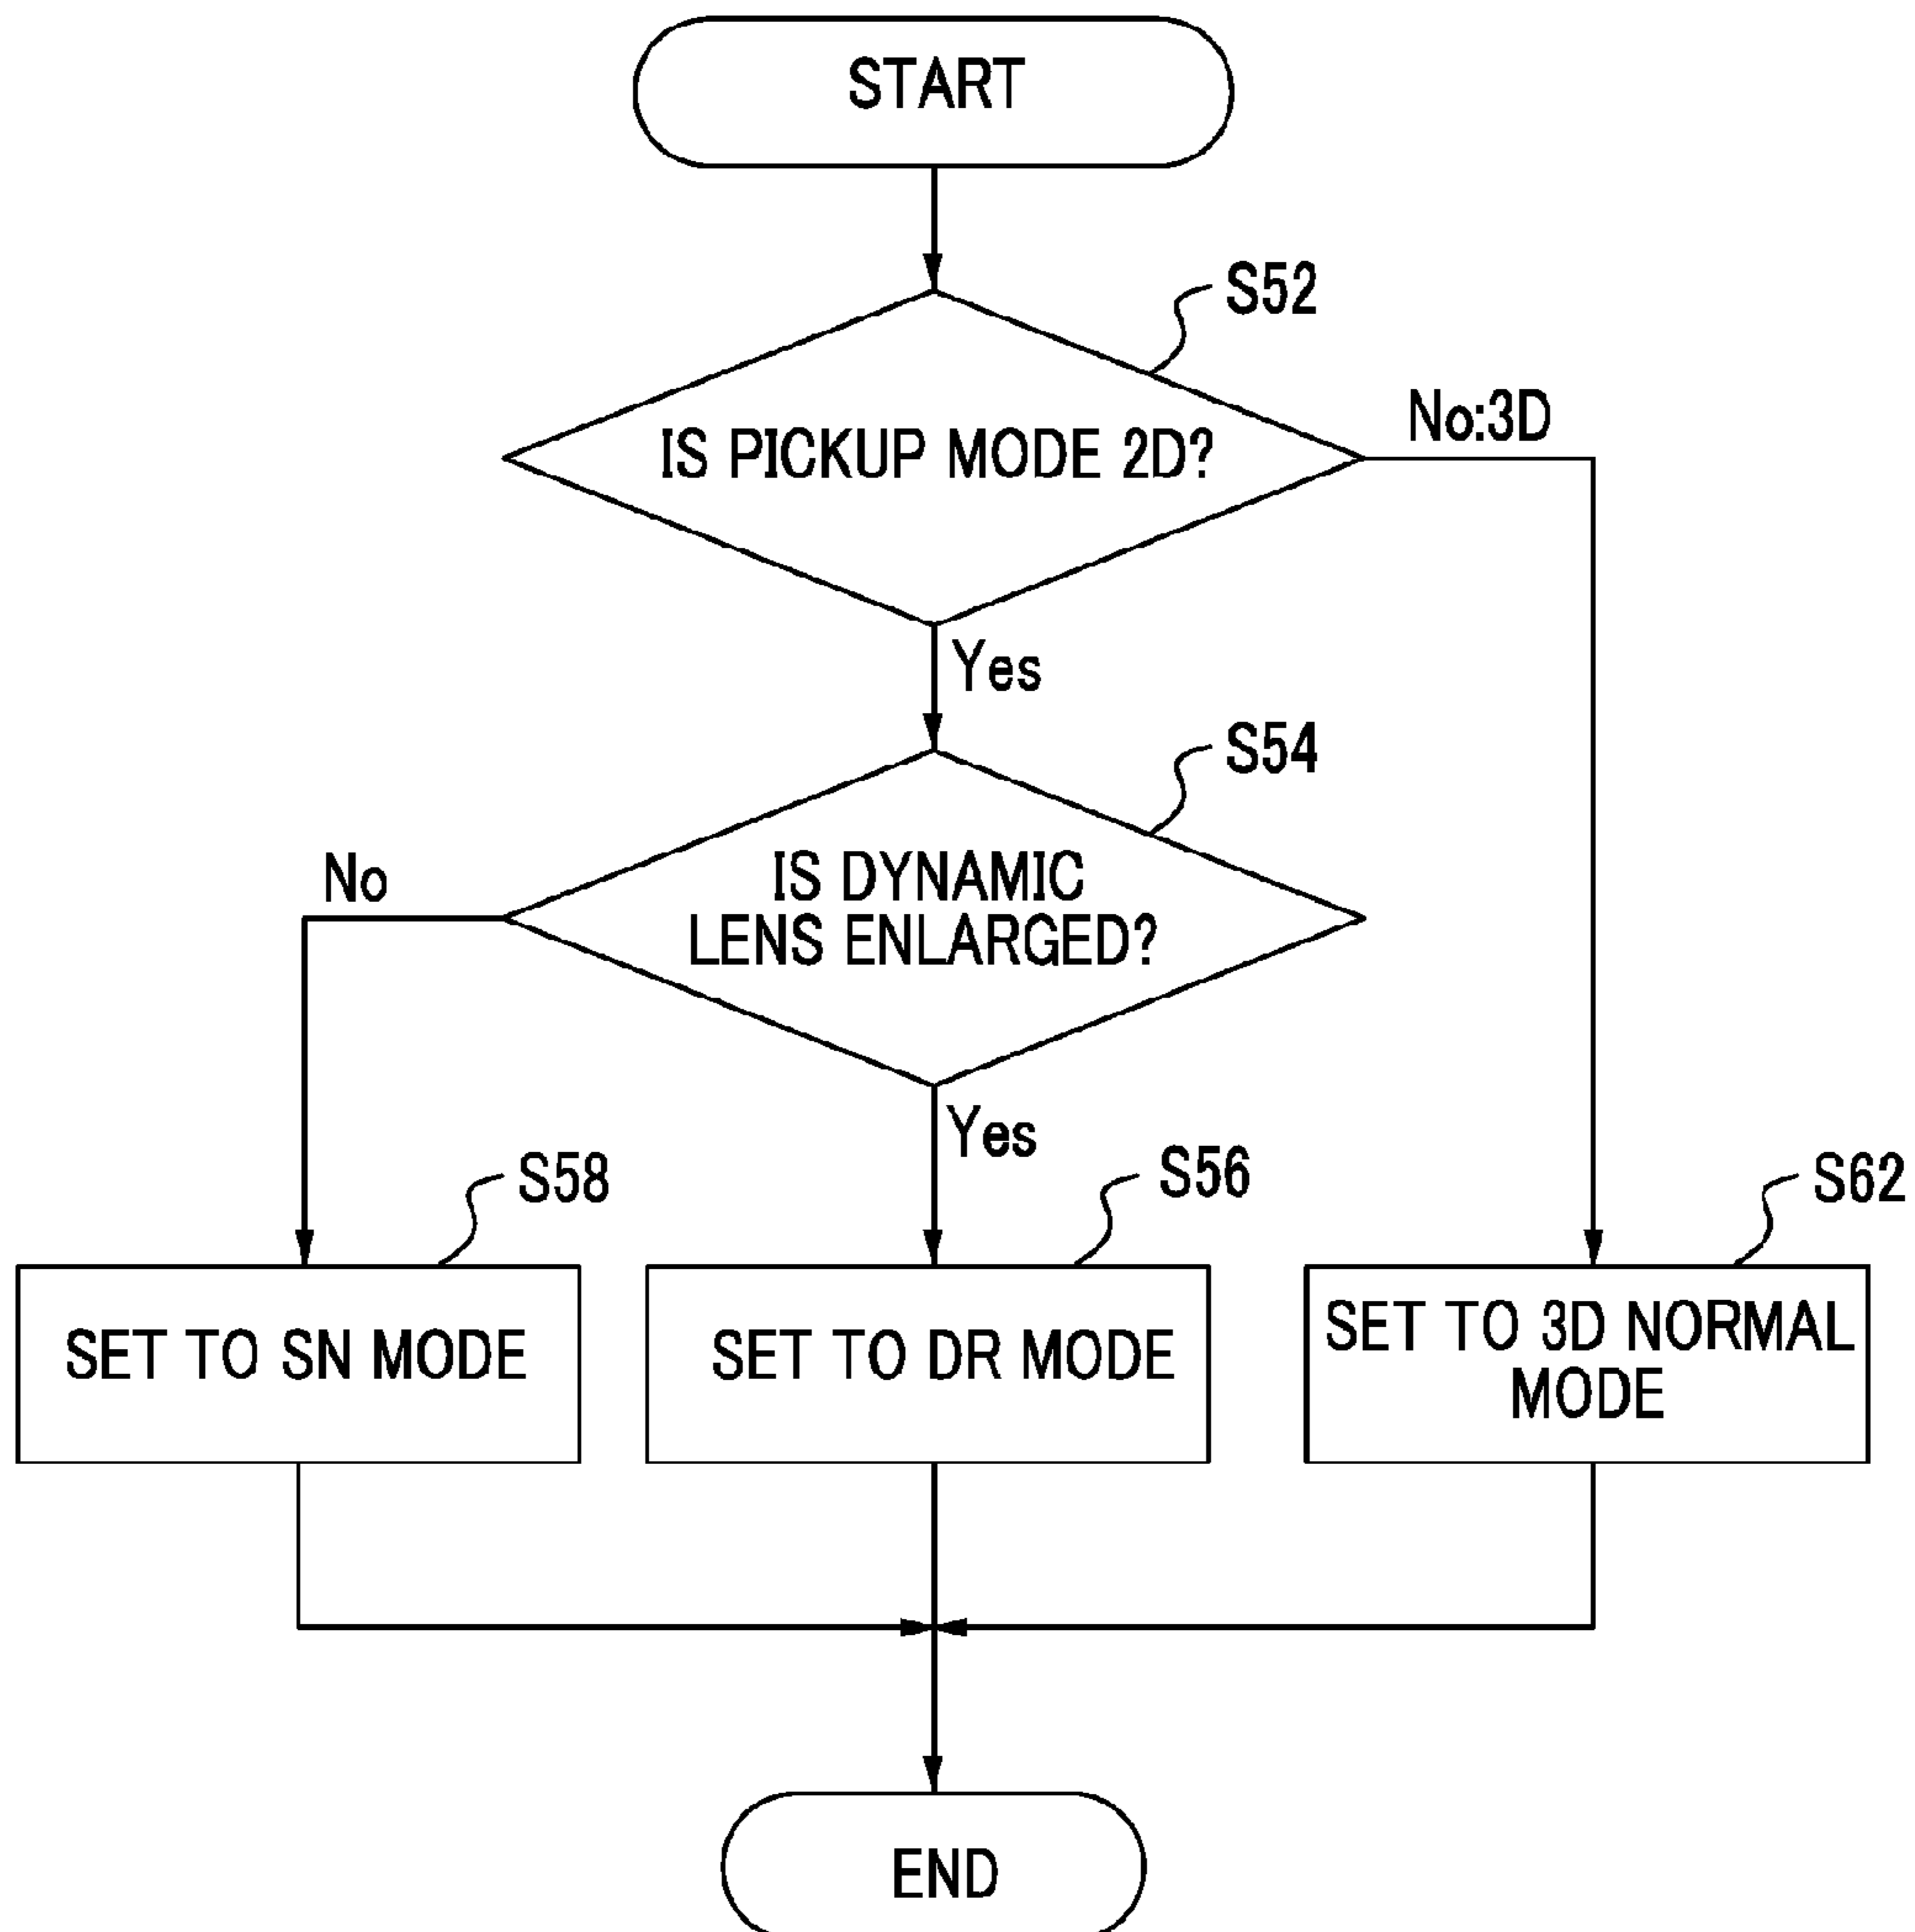 START
S52
No:3D
IS PICKUP MODE 2D?
Yes
S54
No
IS DYNAMIC
LENS ENLARGED?
Yes
S58
S56
S62
SET TO SN MODE
SET TO DR MODE
SET TO 3D NORMAL
MODE
END